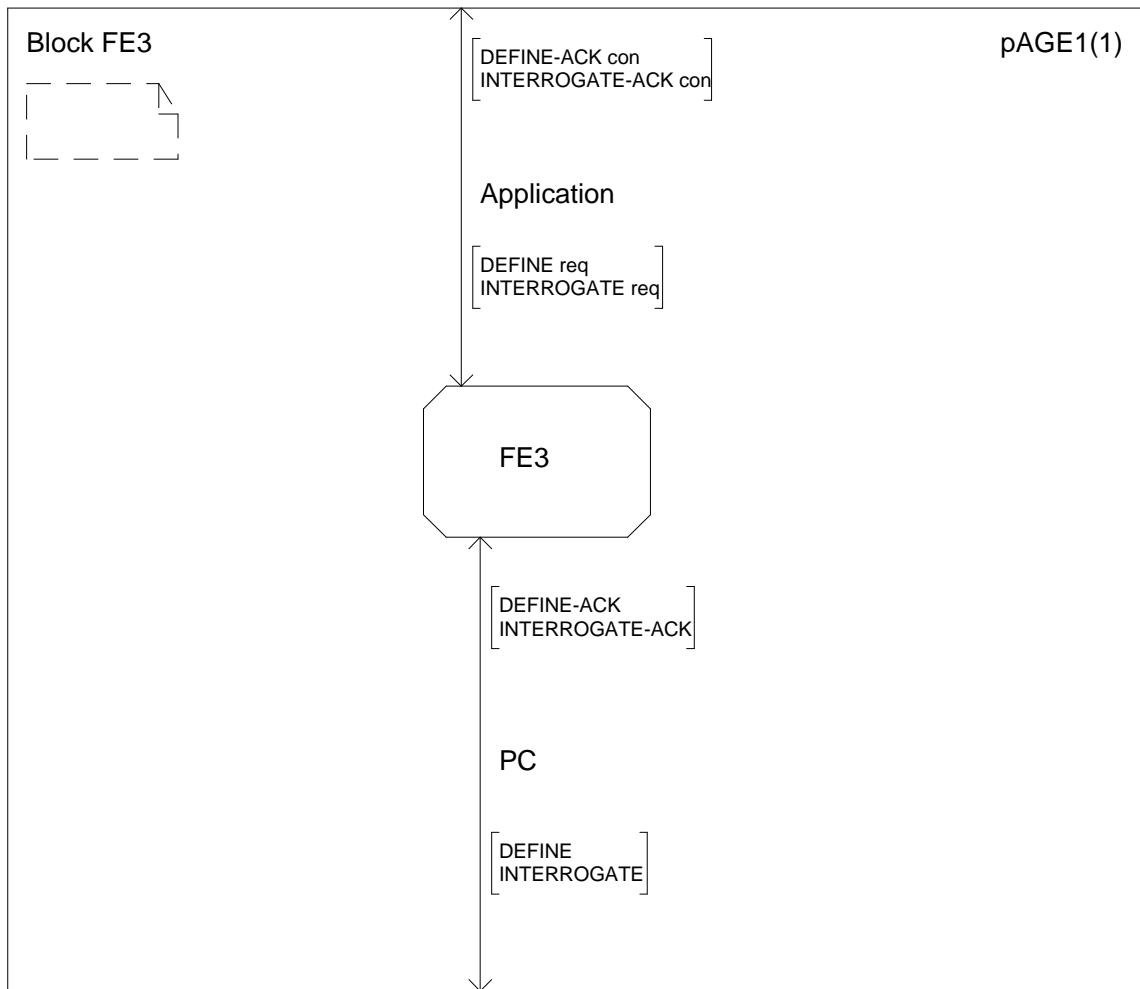 Block FE3
pAGE1(1)
DEFINE-ACK con
INTERROGATE-ACK con
Application
DEFINE req
INTERROGATE req
FE3
DEFINE-ACK
INTERROGATE-ACK
PC
DEFINE
INTERROGATE